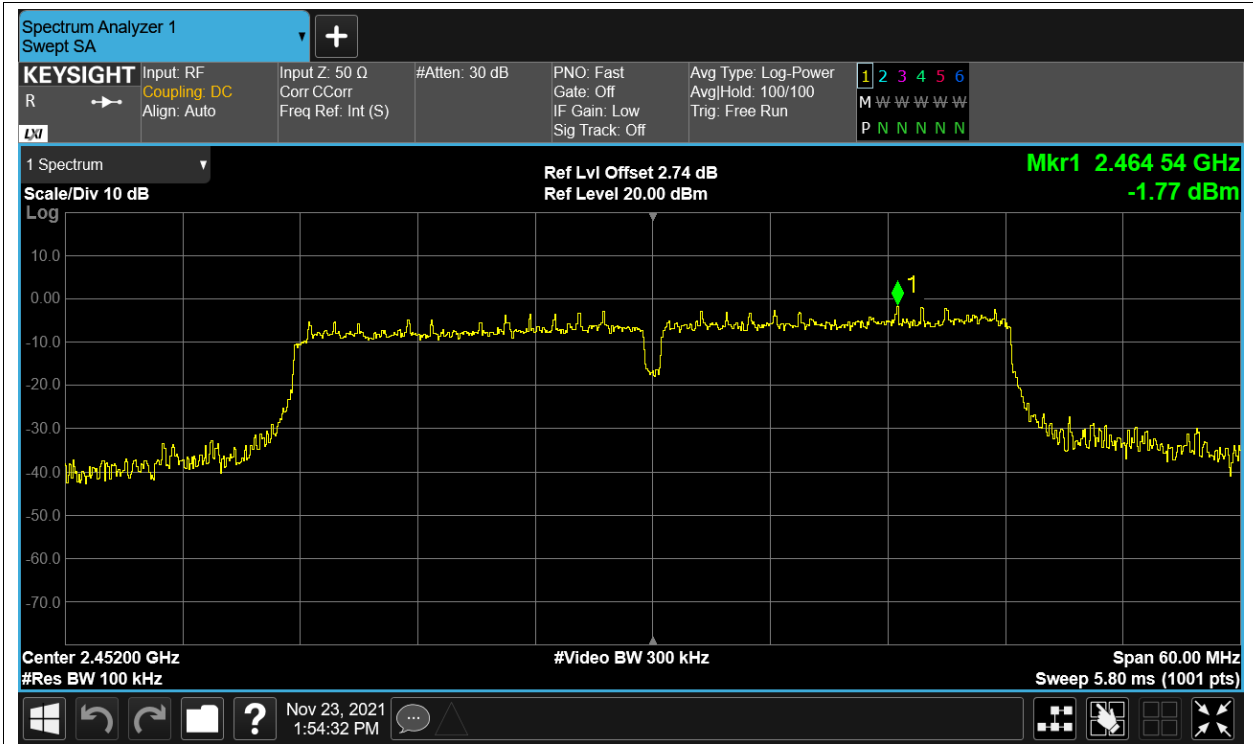 Spectrum Analyzer 1
Swept SA
KEYSIGHT
R
LXI
Input: RF
Coupling: DC
Align: Auto
Input Z: 50 Ω
Corr CCorr
Freq Ref: Int (S)
#Atten: 30 dB
PNO: Fast
Gate: Off
IF Gain: Low
Sig Track: Off
Avg Type: Log-Power
Avg|Hold: 100/100
Trig: Free Run
1 2 3 4 5 6
M W W W W W
P N N N N N
1 Spectrum
Scale/Div 10 dB
Log
Ref Lvl Offset 2.74 dB
Ref Level 20.00 dBm
Mkr1 2.464 54 GHz
-1.77 dBm
10.0
0.00
-10.0
-20.0
-30.0
-40.0
-50.0
-60.0
-70.0
1
Center 2.45200 GHz
#Res BW 100 kHz
#Video BW 300 kHz
Span 60.00 MHz
Sweep 5.80 ms (1001 pts)
?
Nov 23, 2021
1:54:32 PM